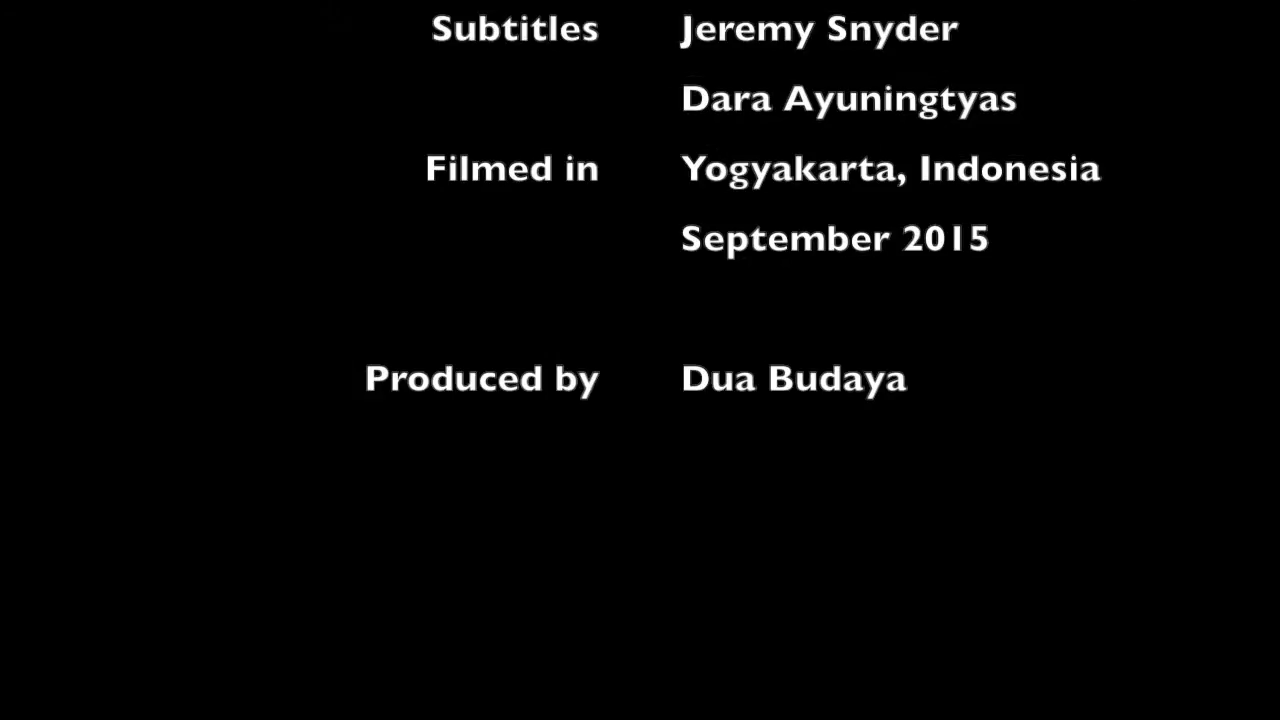 Subtitles Jeremy Snyder
Dara Ayuningtyas
Filmed in Yogyakarta, Indonesia
September 2015
Produced by Dua Budaya